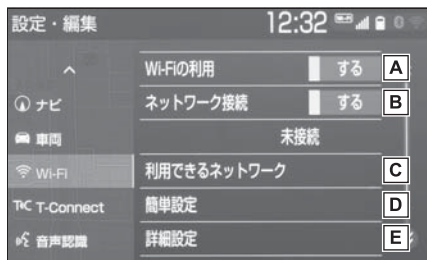 設定・編集 12:32 0
Wi-Fiの利用 する A
ナビ ネットワーク接続 する B
車両 未接続
Wi-Fi 利用できるネットワーク C
T-Connect 簡単設定 D
音声認識 詳細設定 E